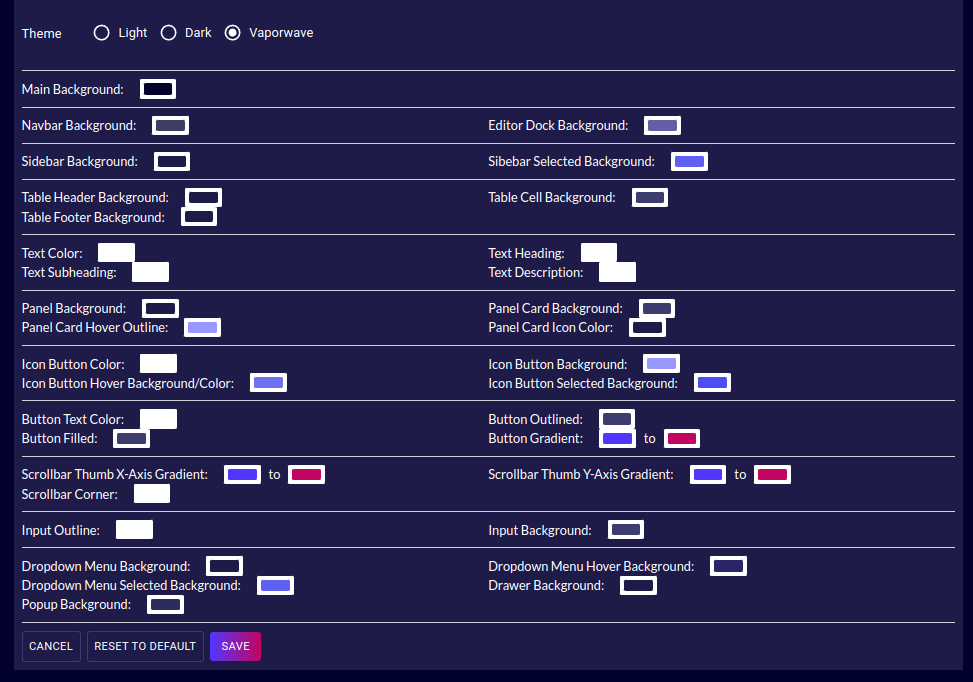 Theme Light Dark Vaporwave
Main Background:
Navbar Background: Editor Dock Background:
Sidebar Background: Sibebar Selected Background:
Table Header Background: Table Cell Background:
Table Footer Background:
Text Color: Text Heading:
Text Subheading: Text Description:
Panel Background: Panel Card Background:
Panel Card Hover Outline: Panel Card Icon Color:
Icon Button Color: Icon Button Background:
Icon Button Hover Background/Color: Icon Button Selected Background:
Button Text Color: Button Outlined:
Button Filled: Button Gradient: to
Scrollbar Thumb X-Axis Gradient: to Scrollbar Thumb Y-Axis Gradient: to
Scrollbar Corner:
Input Outline: Input Background:
Dropdown Menu Background: Dropdown Menu Hover Background:
Dropdown Menu Selected Background: Drawer Background:
Popup Background:
CANCEL RESET TO DEFAULT SAVE